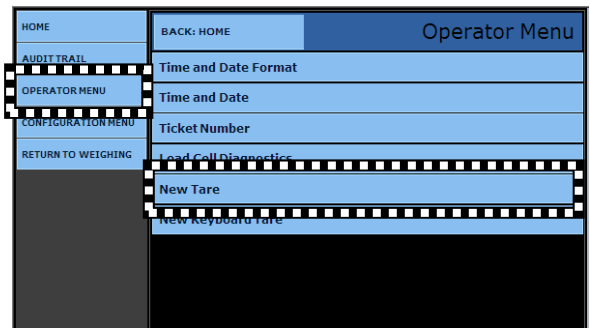 HOME
AUDIT TRAIL
OPERATOR MENU
CONFIGURATION MENU
RETURN TO WEIGHING
BACK: HOME
Operator Menu
Time and Date Format
Time and Date
Ticket Number
Load Cell Diagnostics
New Tare
New Keyboard Tare